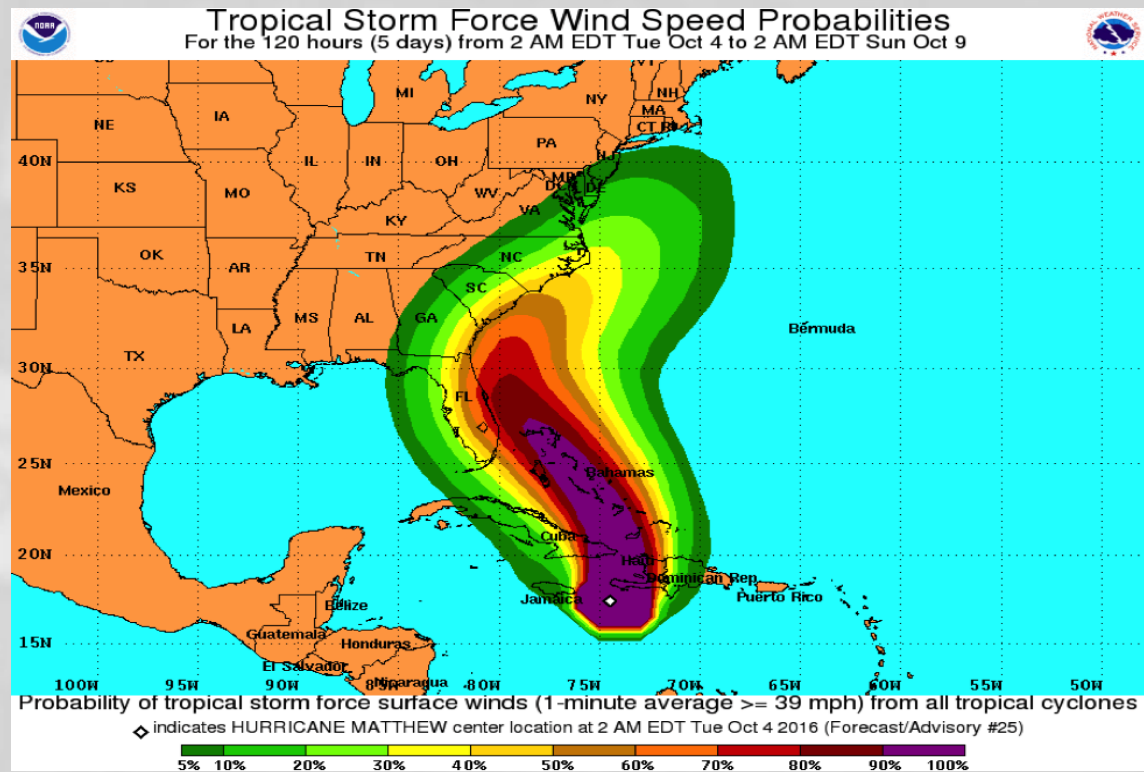 Tropical Storm Force Wind Speed Probabilities
For the 120 hours (5 days) from 2 AM EDT Tue Oct 4 to 2 AM EDT Sun Oct 9
NOAA
NATIONAL WEATHER SERVICE
VT
NH
MI
NY
MA
CT RI
NE
IA
PA
NJ
40N
IL
IN
OH
MD
DC
DE
KS
MO
WV
VA
KY
OK
TN
NC
35N
AR
SC
MS
AL
GA
LA
Bermuda
TX
30N
FL
25N
Bahamas
Mexico
Cuba
20N
Haiti
Dominican Rep
Jamaica
Puerto Rico
Belize
15N
Guatemala
Honduras
El Salvador
Nicaragua
100W 95W 90W 85W 80W 75W 70W 65W 60W 55W 50W
Probability of tropical storm force surface winds (1-minute average >= 39 mph) from all tropical cyclones
indicates HURRICANE MATTHEW center location at 2 AM EDT Tue Oct 4 2016 (Forecast/Advisory #25)
5% 10% 20% 30% 40% 50% 60% 70% 80% 90% 100%